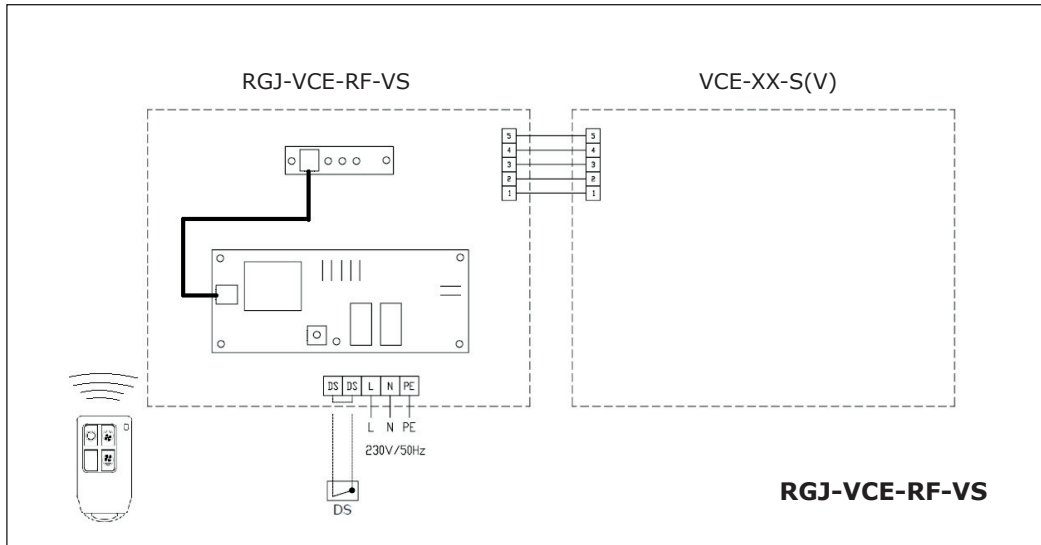 RGJ-VCE-RF-VS VCE-XX-S(V)
5 5
4 4
3 3
2 2
1 1
DS DS L N PE
L N PE
230V/50Hz
DS
RGJ-VCE-RF-VS